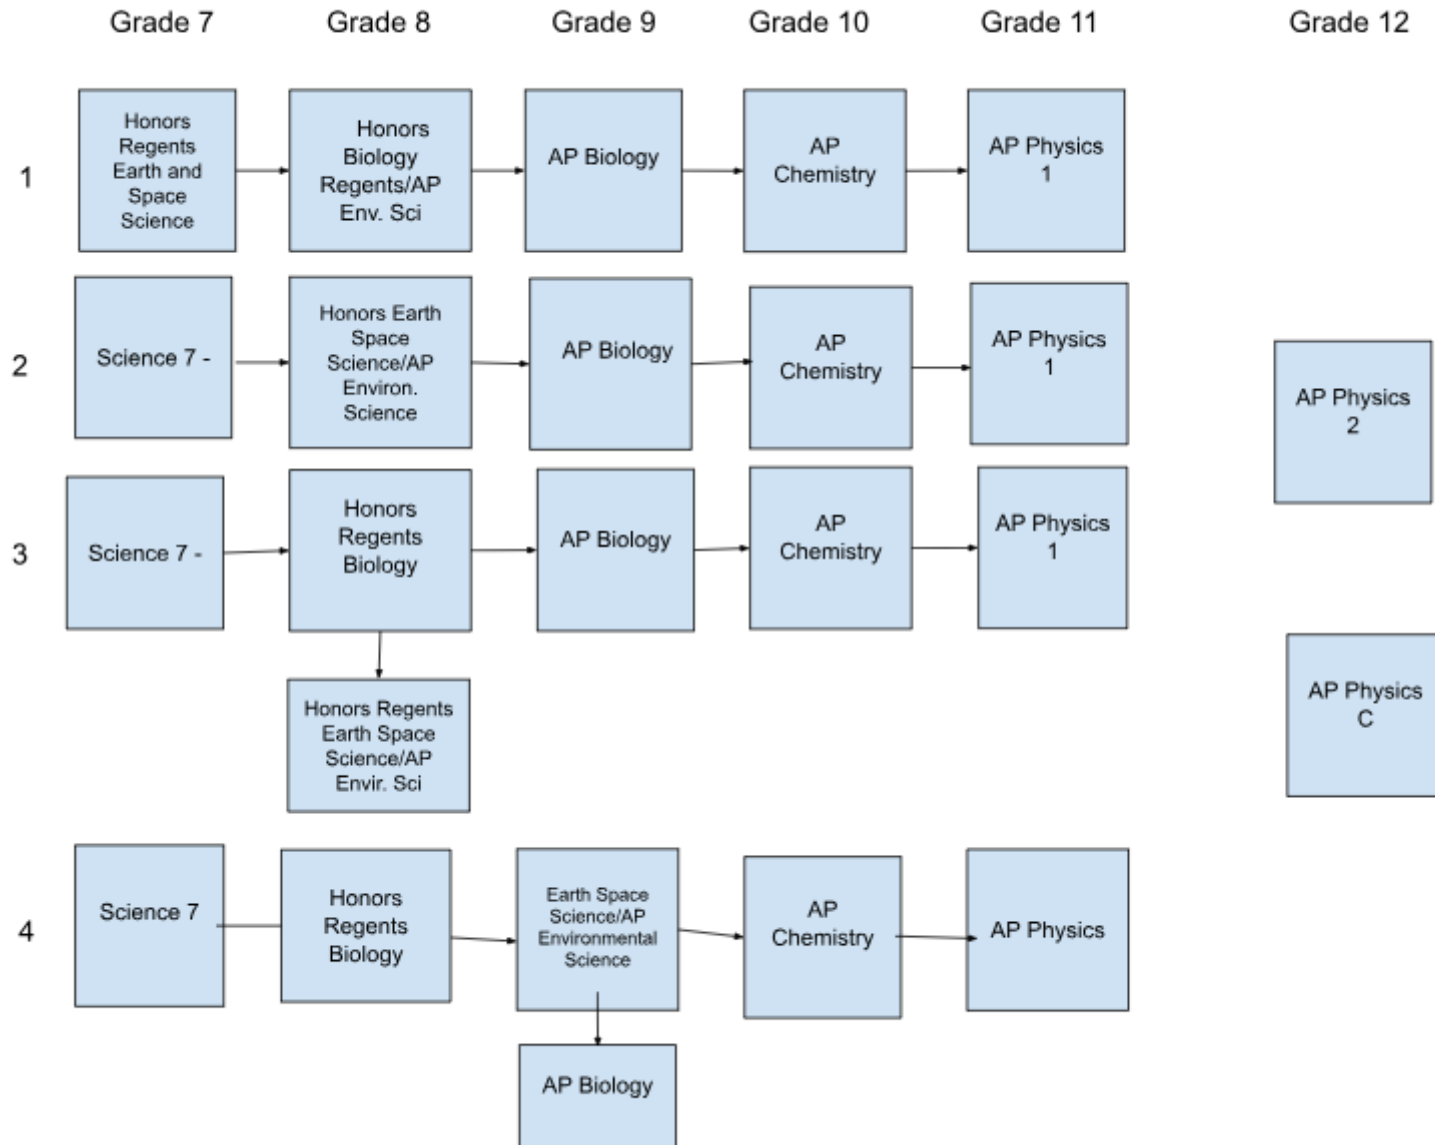 Grade 7
Grade 8
Grade 9
Grade 10
Grade 11
Grade 12
1
Honors
Regents
Earth and
Space
Science
Honors
Biology
Regents/AP
Env. Sci
AP Biology
AP
Chemistry
AP Physics
1
2
Science 7 -
Honors Earth
Space
Science/AP
Environ.
Science
AP Biology
AP
Chemistry
AP Physics
1
AP Physics
2
3
Science 7 -
Honors
Regents
Biology
AP Biology
AP
Chemistry
AP Physics
1
Honors Regents
Earth Space
Science/AP
Envir. Sci
AP Physics
C
4
Science 7
Honors
Regents
Biology
Earth Space
Science/AP
Environmental
Science
AP
Chemistry
AP Physics
AP Biology